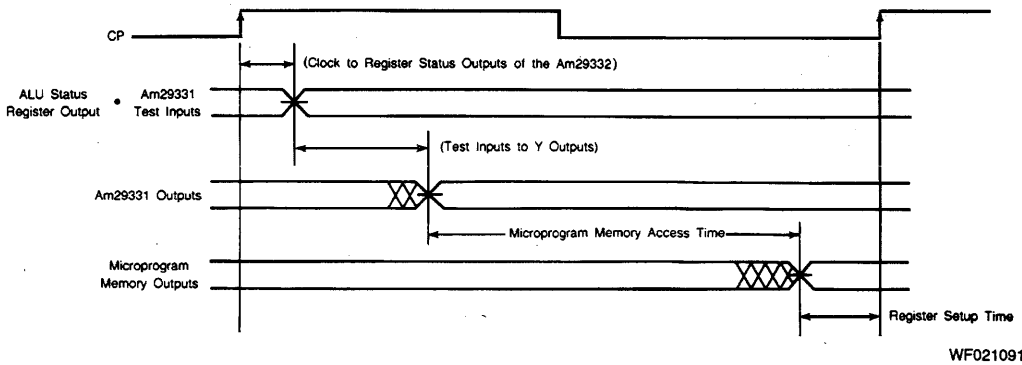 CP
(Clock to Register Status Outputs of the Am29332)
ALU Status Register Output • Am29331 Test Inputs
(Test Inputs to Y Outputs)
Am29331 Outputs
Microprogram Memory Access Time
Microprogram
Memory Outputs
Register Setup Time
WF021091